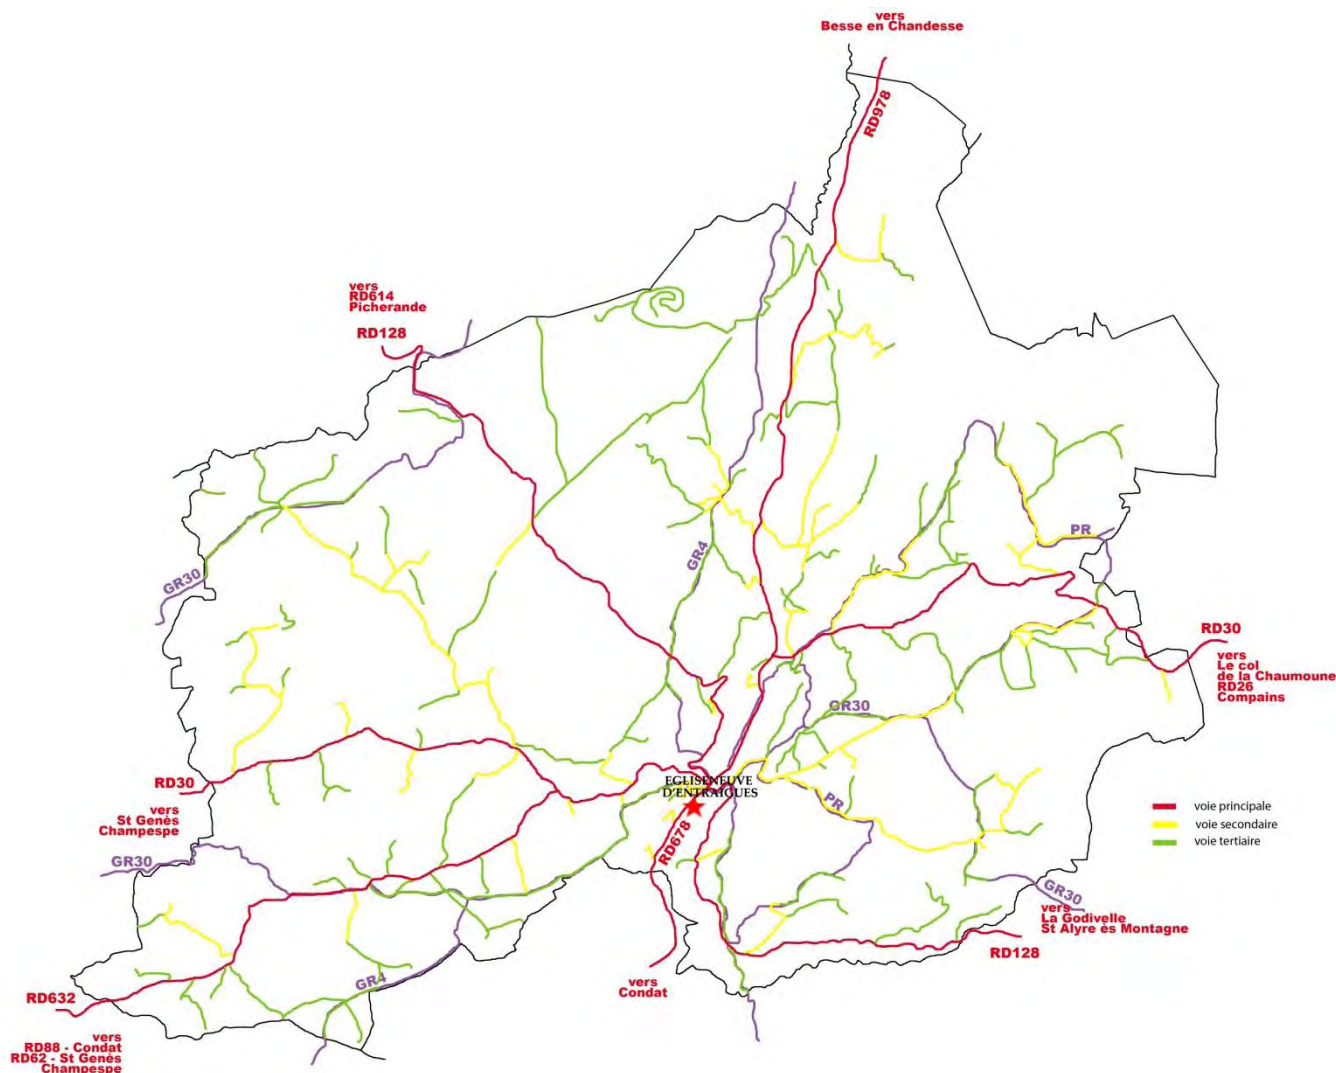 vers
Besse en Chandesse
RD978
vers
RD614
Picherande
RD128
GR30
GR4
PR
RD30
vers
Le col
de la Chaumoune
RD26
Compains
GR30
RD30
vers
St Genés
Champespe
EGLISENEUVE
D'ENTRAIGUES
PR
RD678
voie principale
voie secondaire
voie tertiaire
GR30
GR30
vers
La Godivelle
St Alyre ès Montagne
RD128
GR4
vers
Condat
RD632
vers
RD88 - Condat
RD62 - St Genés
Champespe